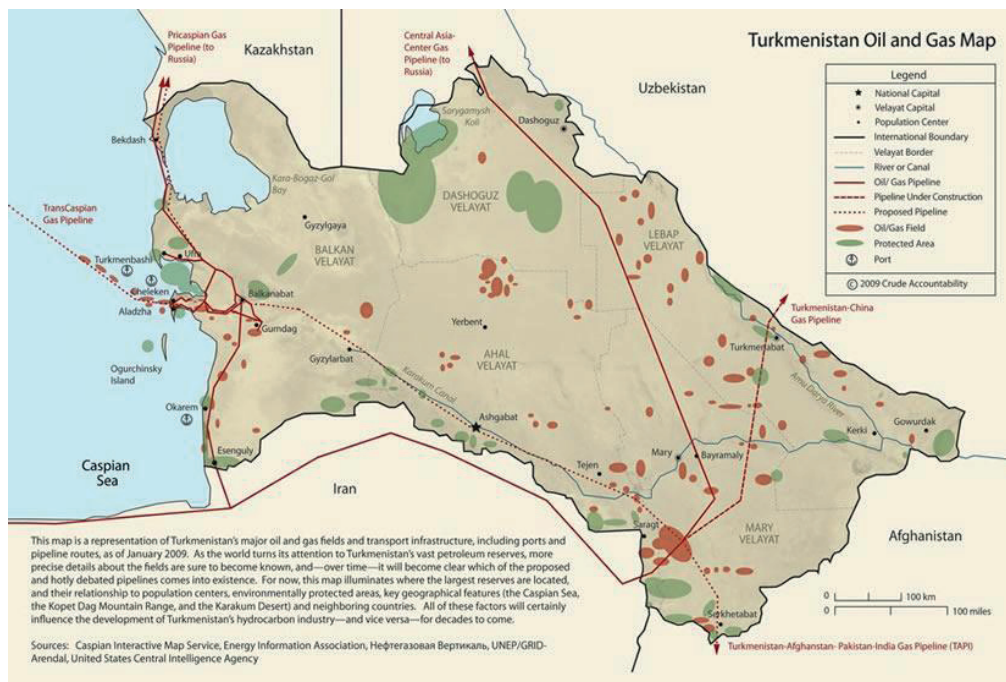 Turkmenistan Oil and Gas Map
Legend
National Capital
Velayat Capital
Population Center
International Boundary
Velayat Border
River or Canal
Oil/ Gas Pipeline
Pipeline Under Construction
Proposed Pipeline
Oil/Gas Field
Protected Area
Port
© 2009 Crude Accountability
Pricaspian Gas
Pipeline (to
Russia)
Kazakhstan
Central Asia-
Center Gas
Pipeline (to
Russia)
Uzbekistan
Sarygamysh
Koli
Dashoguz
Bekdash
Kara-Bogaz-Gol
Bay
DASHOGUZ
VELAYAT
TransCaspian
Gas Pipeline
Gyzylgaya
BALKAN
VELAYAT
LEBAP
VELAYAT
Turkmenbashi
Ufra
Cheleken
Aladzha
Balkanabat
Gumdag
Turkmenistan-China
Gas Pipeline
Yerbent
Turkmenabat
Gyzylarbat
AHAL
VELAYAT
Ogurchinsky
Island
Karakum Canal
Amu Darya River
Okarem
Ashgabat
Kerki
Gowurdak
Esenguly
Mary
Bayramaly
Caspian
Sea
Tejen
Iran
Saragt
MARY
VELAYAT
Afghanistan
This map is a representation of Turkmenistan's major oil and gas fields and transport infrastructure, including ports and
pipeline routes, as of January 2009. As the world turns its attention to Turkmenistan's vast petroleum reserves, more
precise details about the fields are sure to become known, and—over time—it will become clear which of the proposed
and hotly debated pipelines comes into existence. For now, this map illuminates where the largest reserves are located,
and their relationship to population centers, environmentally protected areas, key geographical features (the Caspian Sea,
the Kopet Dag Mountain Range, and the Karakum Desert) and neighboring countries. All of these factors will certainly
influence the development of Turkmenistan's hydrocarbon industry—and vice versa—for decades to come.
0 100 km
0 100 miles
Serkhetabat
Sources: Caspian Interactive Map Service, Energy Information Association, Нефтегазовая Вертикаль, UNEP/GRID-
Arendal, United States Central Intelligence Agency
Turkmenistan-Afghanstan- Pakistan-India Gas Pipeline (TAPI)